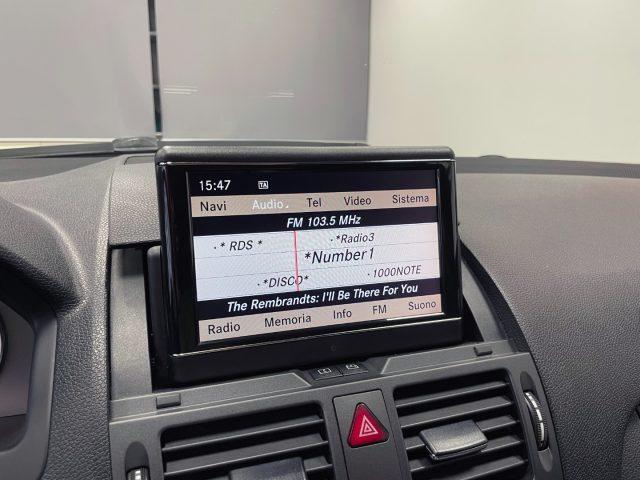 15:47 TA
Navi Audio Tel Video Sistema
FM 103.5 MHz
·* RDS * ·*Radio3
*Number1
·*DISCO* ·1000NOTE
The Rembrandts: I'll Be There For You
Radio Memoria Info FM Suono